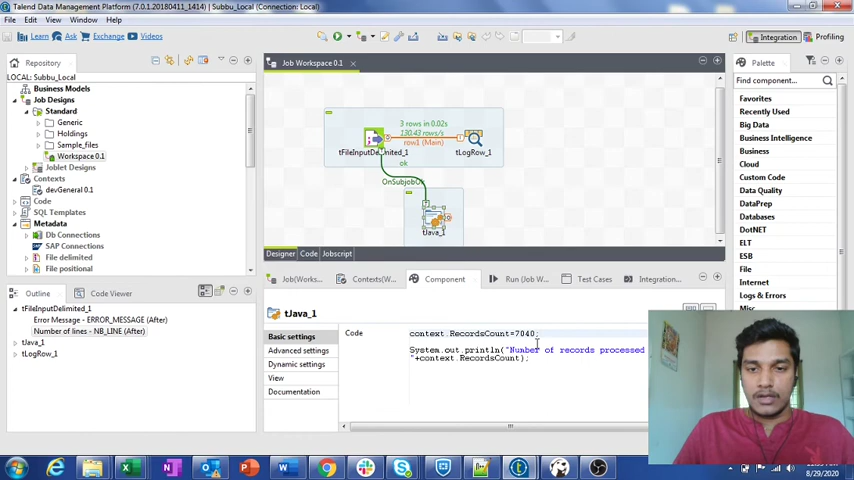 Talend Data Management Platform (7.0.1.20180411_1414) | Subbu_Local (Connection: Local)
File Edit View Window Help
Learn Ask Exchange Videos
Integration Profiling
Repository
LOCAL: Subbu_Local
Business Models
Job Designs
Standard
Generic
Holdings
Sample_files
Workspace 0.1
Joblet Designs
Contexts
devGeneral 0.1
Code
SQL Templates
Metadata
Db Connections
SAP Connections
File delimited
File positional
Job Workspace 0.1
3 rows in 0.02s
130.43 rows/s
row1 (Main)
tFileInputDelimited_1
tLogRow_1
ok
OnSubjobOk
tJava_1
Designer Code Jobscript
Palette
Find component...
Favorites
Recently Used
Big Data
Business Intelligence
Business
Cloud
Custom Code
Data Quality
DataPrep
Databases
DotNET
ELT
ESB
File
Internet
Logs & Errors
Outline Code Viewer
tFileInputDelimited_1
Error Message - ERROR_MESSAGE (After)
Number of lines - NB_LINE (After)
tJava_1
tLogRow_1
Job(Works... Contexts(W... Component Run (Job W... Test Cases Integration...
tJava_1
Basic settings
Advanced settings
Dynamic settings
View
Documentation
Code
context.RecordsCount=7040;
System.out.println("Number of records processed
"+context.RecordsCount);
8/29/2020